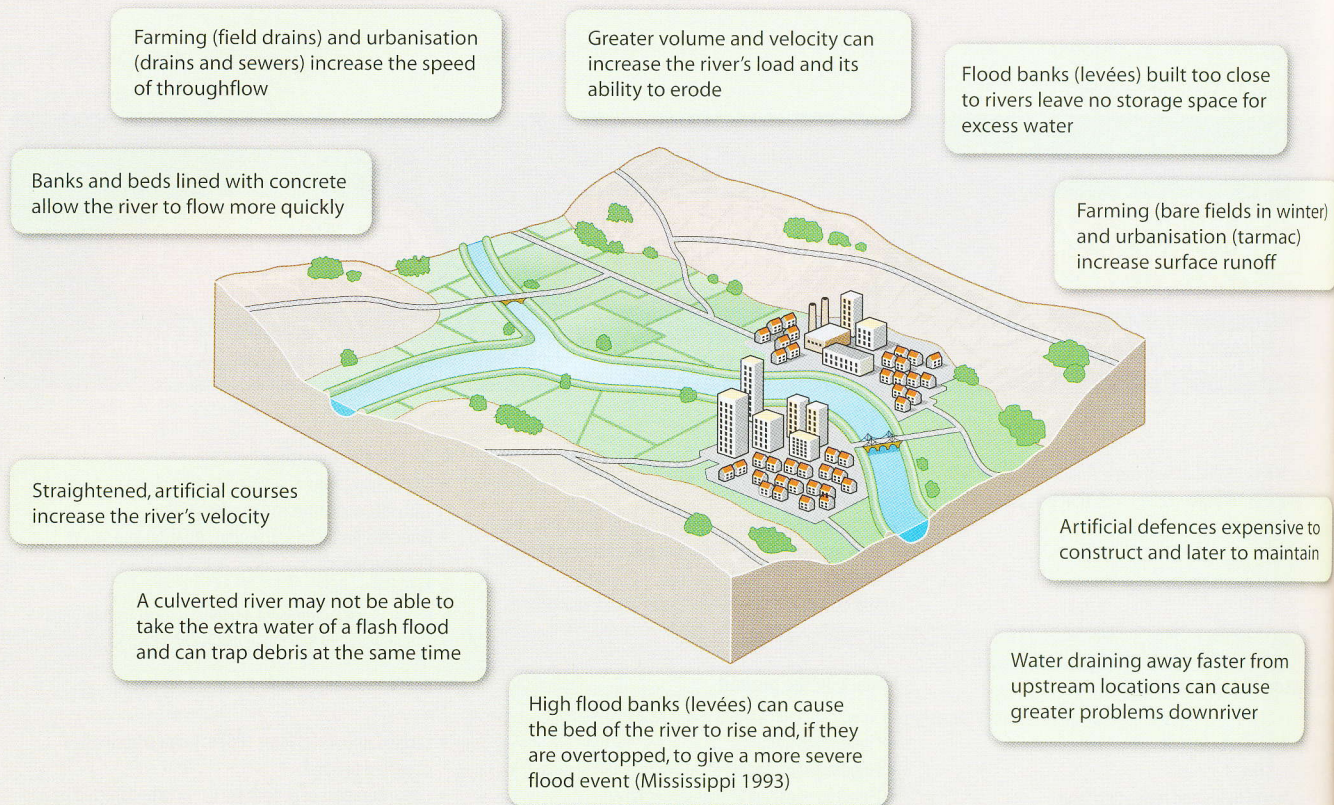 Farming (field drains) and urbanisation
(drains and sewers) increase the speed
of throughflow
Greater volume and velocity can
increase the river's load and its
ability to erode
Flood banks (levées) built too close
to rivers leave no storage space for
excess water
Banks and beds lined with concrete
allow the river to flow more quickly
Farming (bare fields in winter)
and urbanisation (tarmac)
increase surface runoff
Straightened, artificial courses
increase the river's velocity
Artificial defences expensive to
construct and later to maintain
A culverted river may not be able to
take the extra water of a flash flood
and can trap debris at the same time
Water draining away faster from
upstream locations can cause
greater problems downriver
High flood banks (levées) can cause
the bed of the river to rise and, if they
are overtopped, to give a more severe
flood event (Mississippi 1993)